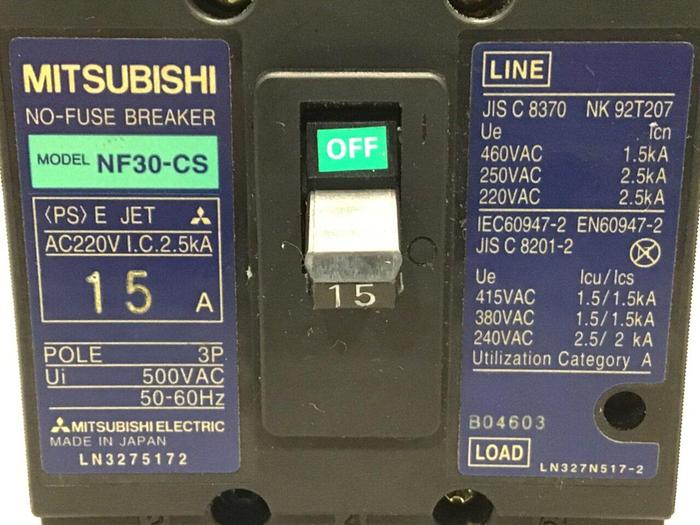 MITSUBISHI
NO-FUSE BREAKER
MODEL NF30-CS
〈PS〉E JET
AC220V I.C.2.5kA
15 A
POLE 3P
Ui 500VAC
50-60Hz
MITSUBISHI ELECTRIC
MADE IN JAPAN
LN3275172
OFF
15
LINE
JIS C 8370 NK 92T207
Ue Icn
460VAC 1.5kA
250VAC 2.5kA
220VAC 2.5kA
IEC60947-2 EN60947-2
JIS C 8201-2
Ue Icu/Ics
415VAC 1.5/1.5kA
380VAC 1.5/1.5kA
240VAC 2.5/2 kA
Utilization Category A
B04603
LOAD
LN327N517-2